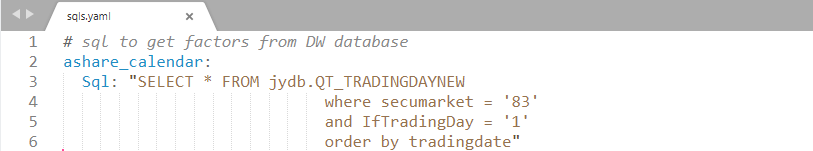 sqls.yaml ×
1 # sql to get factors from DW database
2 ashare_calendar:
3 Sql: "SELECT * FROM jydb.QT_TRADINGDAYNEW
4 where secumarket = '83'
5 and IfTradingDay = '1'
6 order by tradingdate"